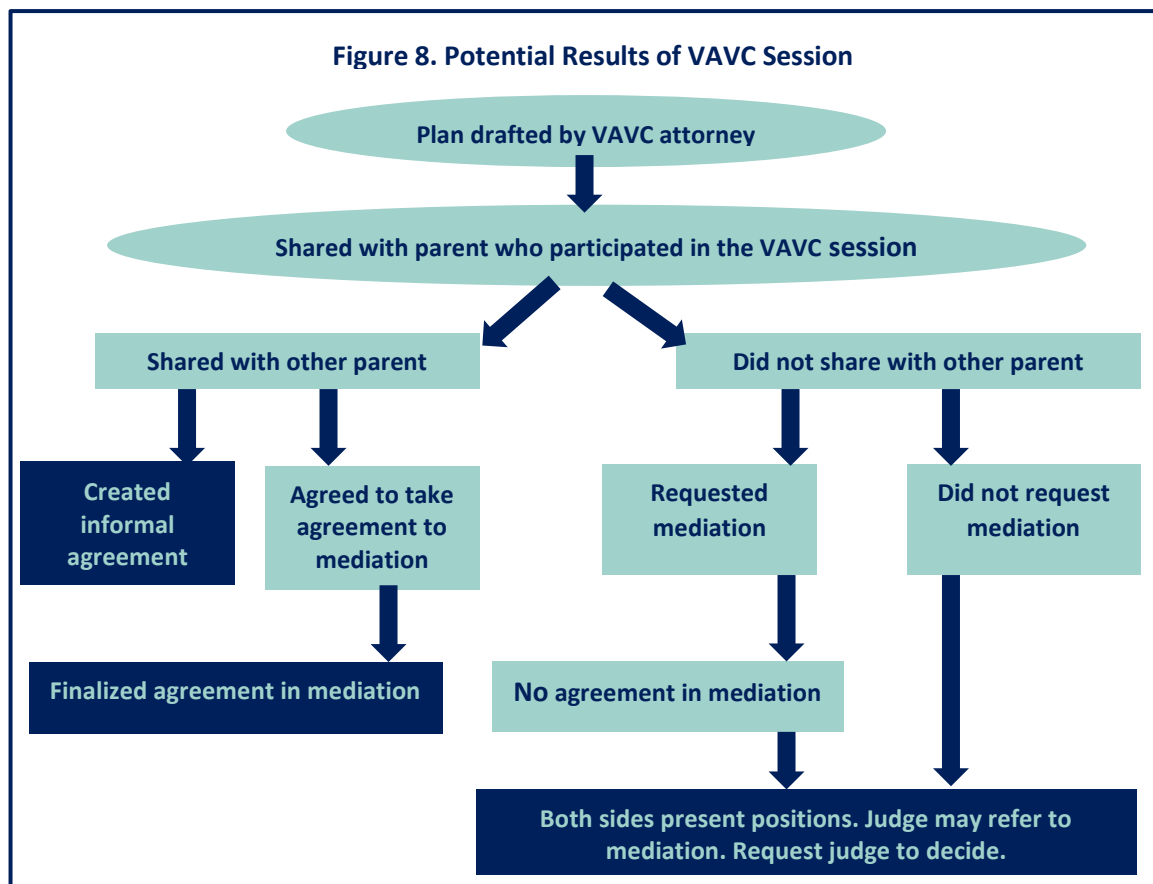 Figure 8. Potential Results of VAVC Session
Plan drafted by VAVC attorney
Shared with parent who participated in the VAVC session
Shared with other parent
Did not share with other parent
Created
informal
agreement
Agreed to take
agreement to
mediation
Requested
mediation
Did not request
mediation
Finalized agreement in mediation
No agreement in mediation
Both sides present positions. Judge may refer to
mediation. Request judge to decide.